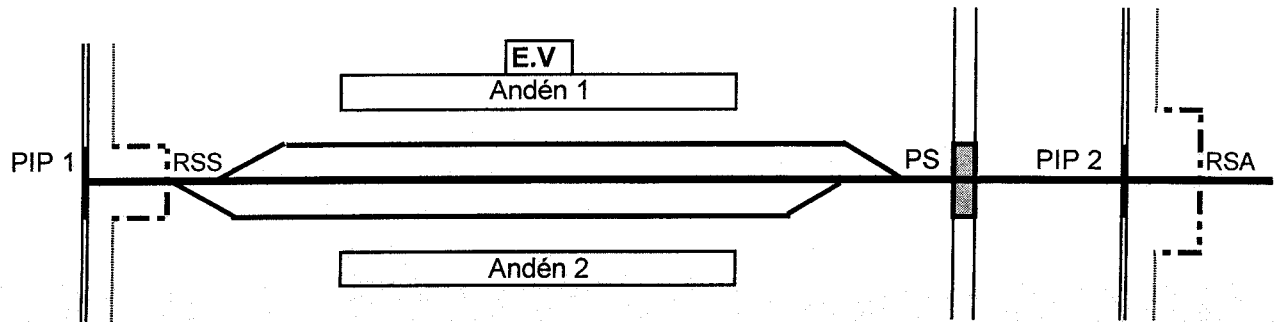 E.V
Andén 1
PIP 1
RSS
PS
PIP 2
RSA
Andén 2